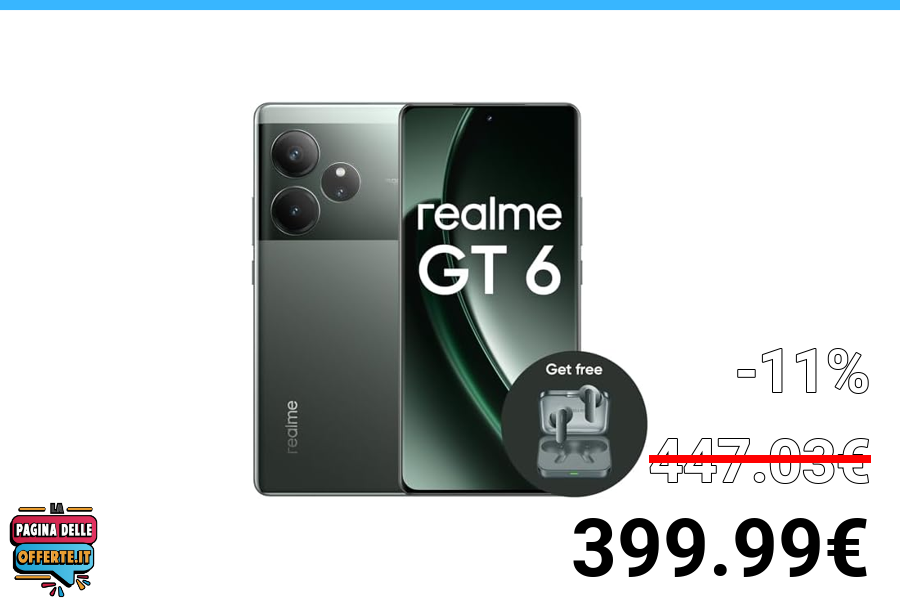 realme
GT 6
realme
Get free
-11%
447.03€
399.99€
LA
PAGINA DELLE
OFFERTE.IT